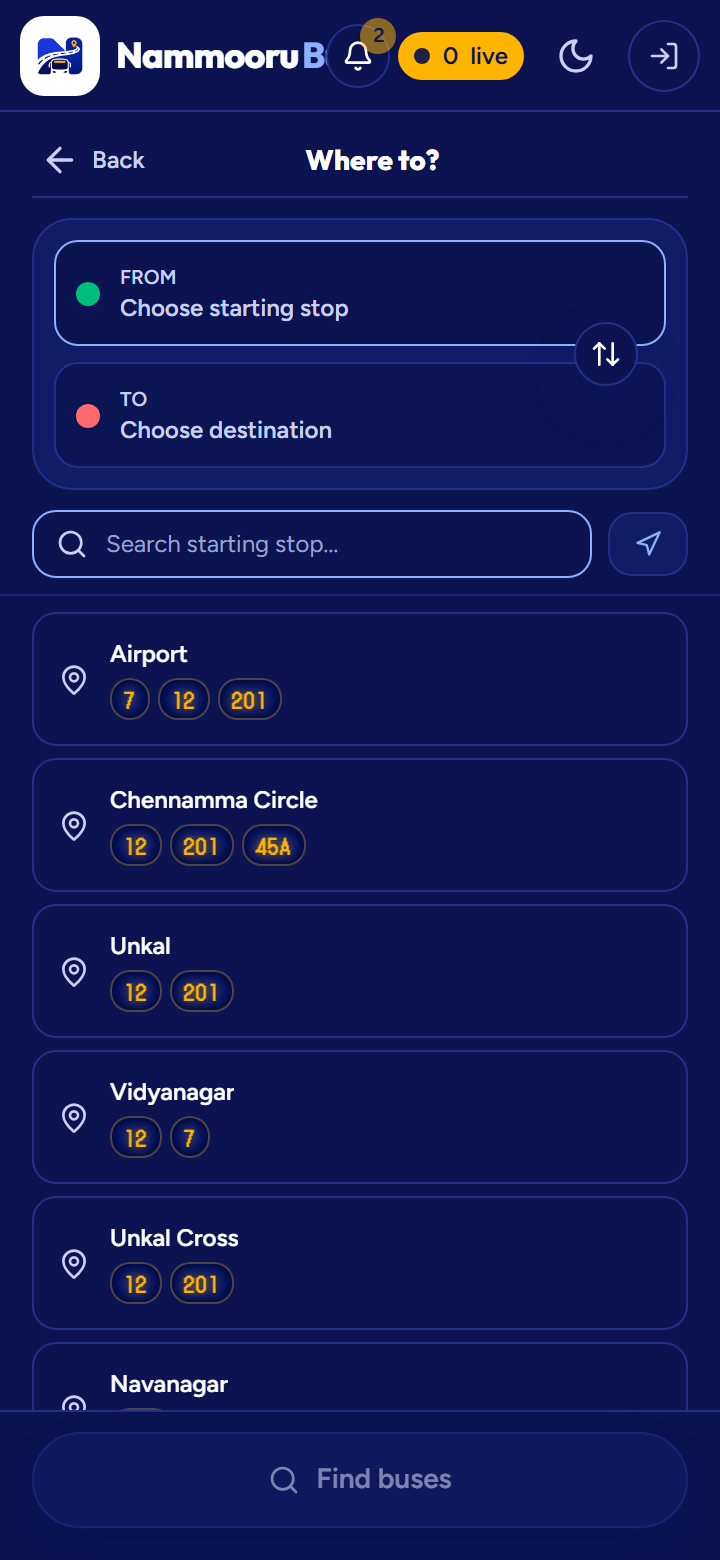 Nammooru B
2
0 live
Back
Where to?
FROM
Choose starting stop
TO
Choose destination
Search starting stop...
Airport
7 12 201
Chennamma Circle
12 201 45A
Unkal
12 201
Vidyanagar
12 7
Unkal Cross
12 201
Navanagar
Find buses